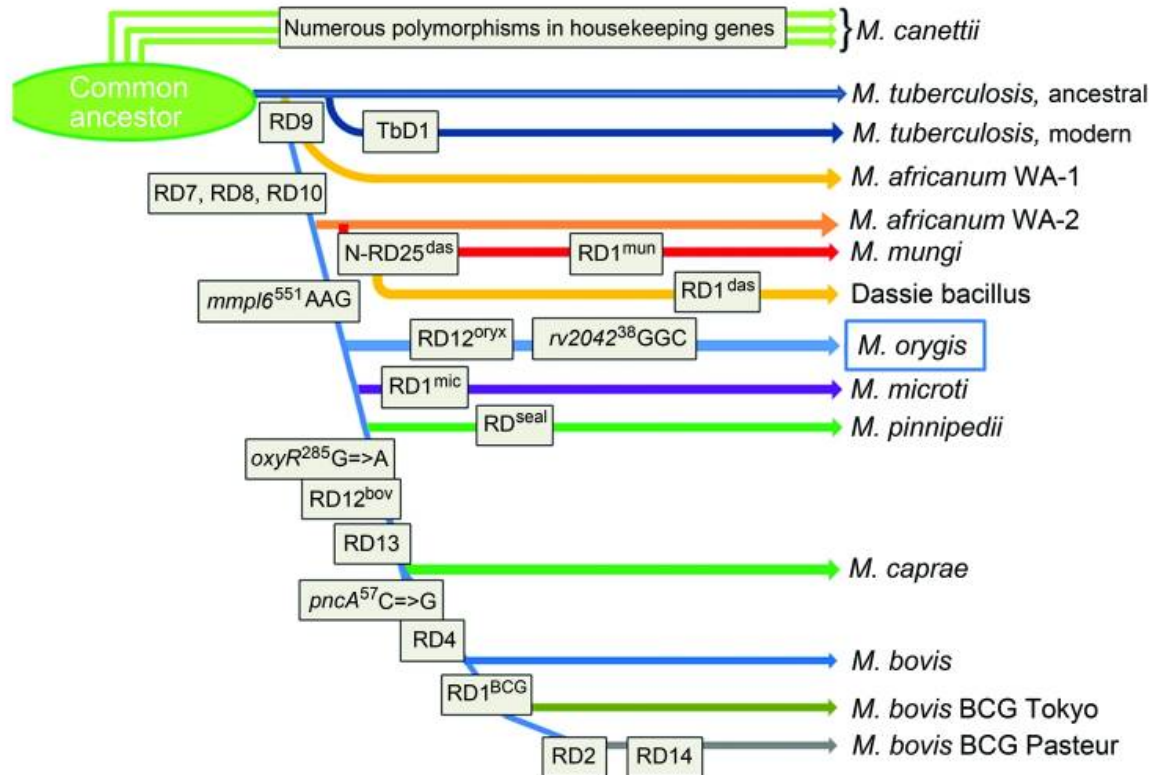 Numerous polymorphisms in housekeeping genes
} M. canettii
Common
ancestor
M. tuberculosis, ancestral
RD9
TbD1
M. tuberculosis, modern
M. africanum WA-1
RD7, RD8, RD10
M. africanum WA-2
N-RD25das
RD1mun
M. mungi
mmpl6551AAG
RD1das
Dassie bacillus
RD12oryx
rv204238GGC
M. orygis
RD1mic
M. microti
RDseal
M. pinnipedii
oxyR285G=>A
RD12bov
RD13
M. caprae
pncA57C=>G
RD4
M. bovis
RD1BCG
M. bovis BCG Tokyo
RD2
RD14
M. bovis BCG Pasteur